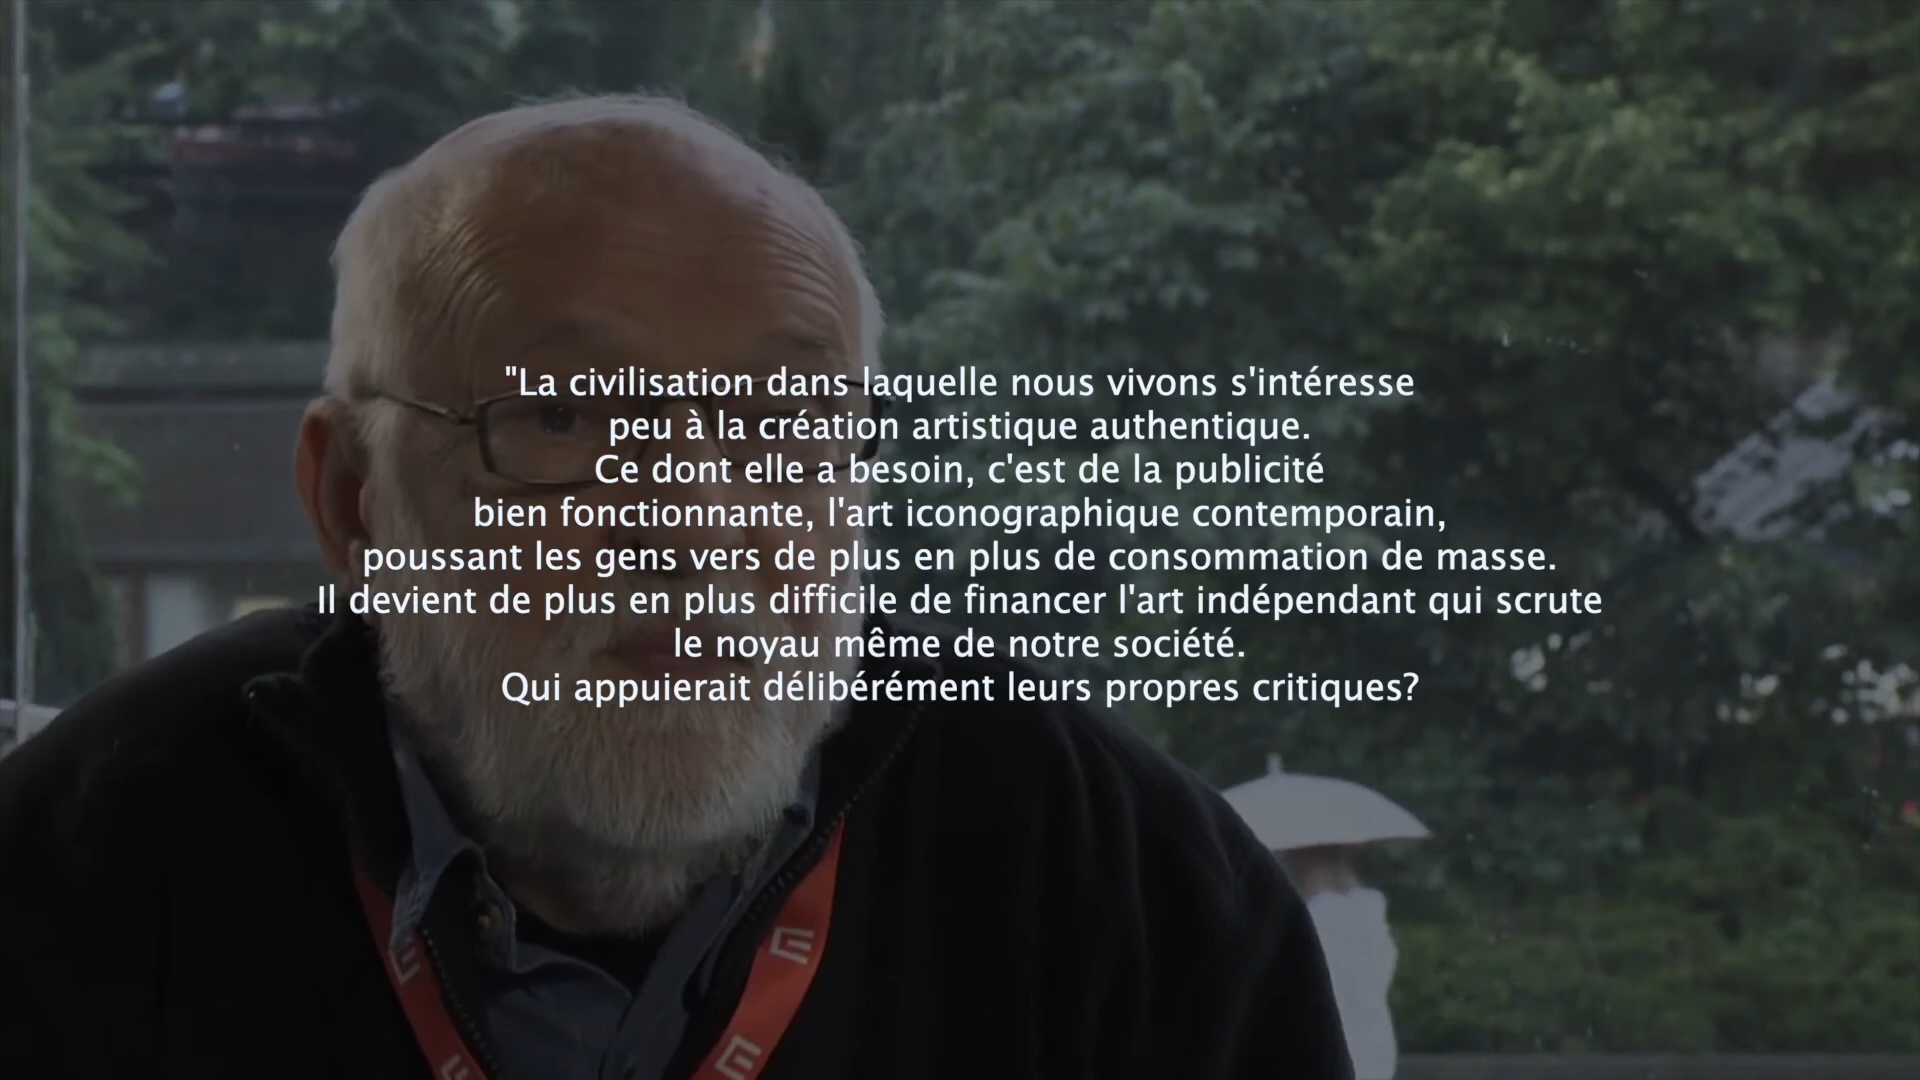 "La civilisation dans laquelle nous vivons s'intéresse
peu à la création artistique authentique.
Ce dont elle a besoin, c'est de la publicité
bien fonctionnante, l'art iconographique contemporain,
poussant les gens vers de plus en plus de consommation de masse.
Il devient de plus en plus difficile de financer l'art indépendant qui scrute
le noyau même de notre société.
Qui appuierait délibérément leurs propres critiques?